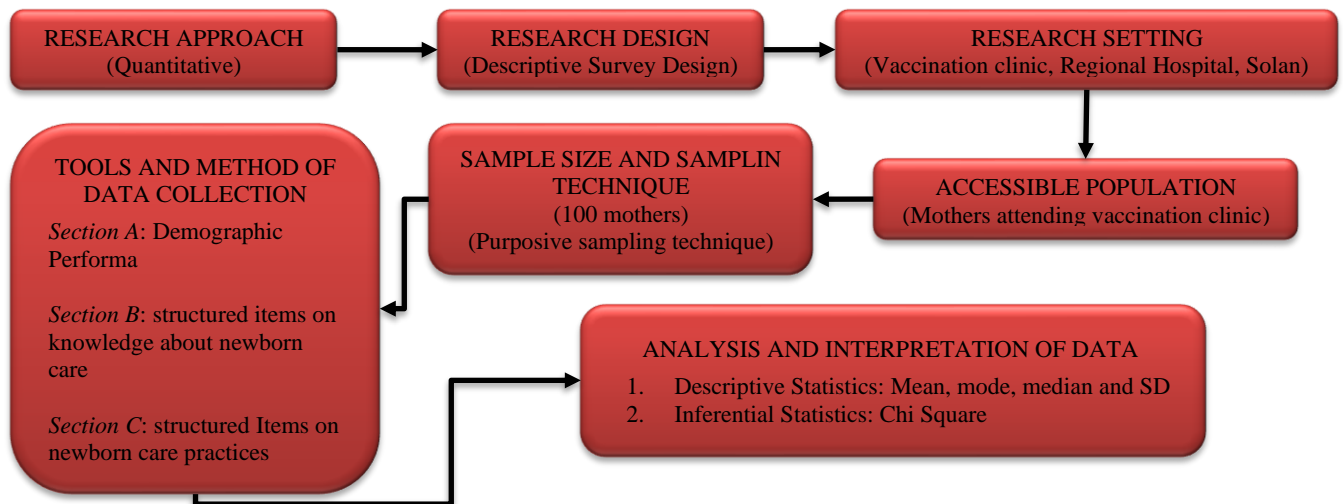 RESEARCH APPROACH
(Quantitative)
RESEARCH DESIGN
(Descriptive Survey Design)
RESEARCH SETTING
(Vaccination clinic, Regional Hospital, Solan)
ACCESSIBLE POPULATION
(Mothers attending vaccination clinic)
SAMPLE SIZE AND SAMPLIN
TECHNIQUE
(100 mothers)
(Purposive sampling technique)
TOOLS AND METHOD OF
DATA COLLECTION
Section A: Demographic
Performa
Section B: structured items on
knowledge about newborn
care
Section C: structured Items on
newborn care practices
ANALYSIS AND INTERPRETATION OF DATA
1. Descriptive Statistics: Mean, mode, median and SD
2. Inferential Statistics: Chi Square